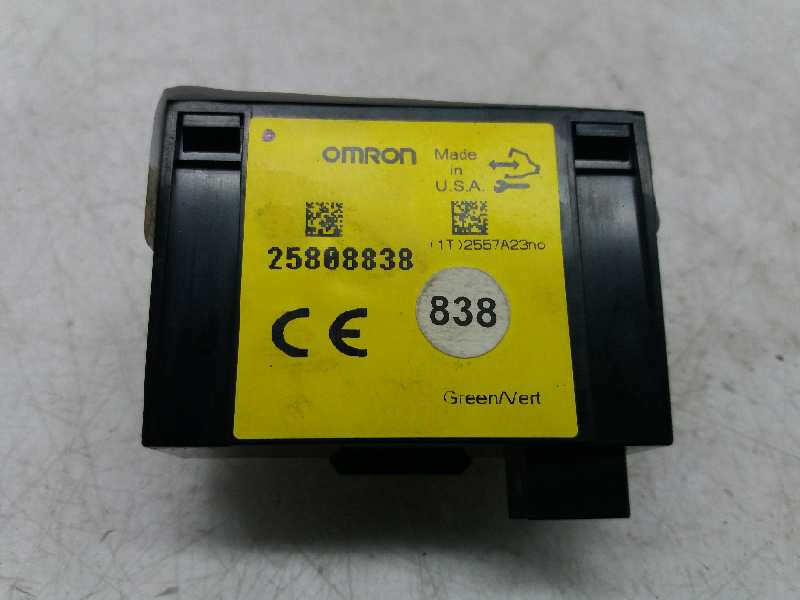 OMRON
Made
in
U.S.A.
25808838
(1T)2557A23no
838
CE
Green/Vert